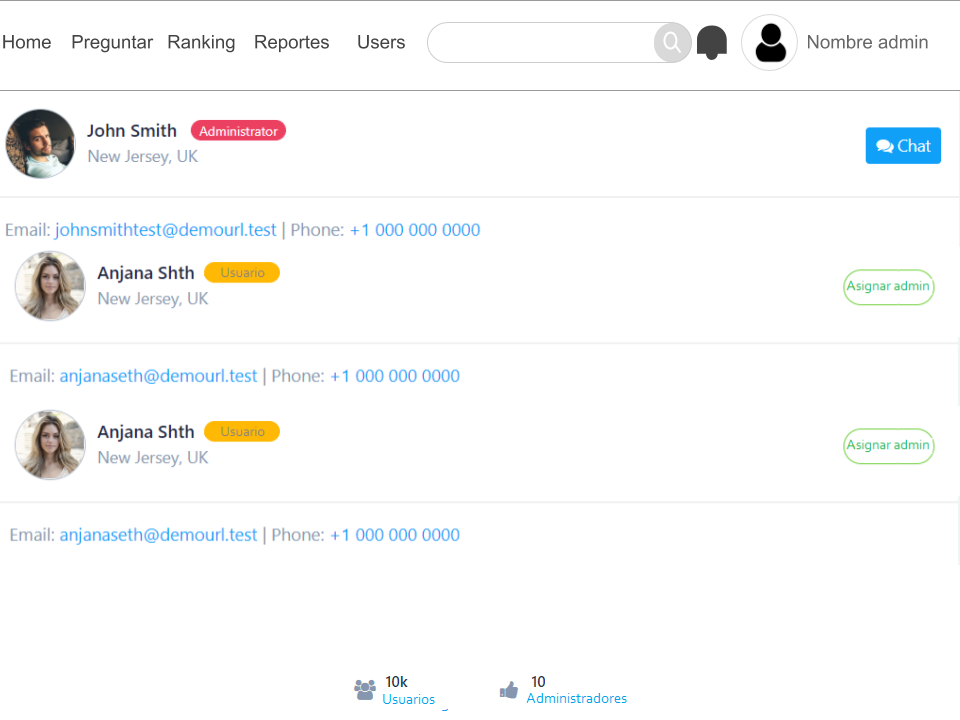 Home Preguntar Ranking Reportes Users Nombre admin
John Smith Administrator
New Jersey, UK
Chat
Email: johnsmithtest@demourl.test | Phone: +1 000 000 0000
Anjana Shth Usuario
New Jersey, UK
Asignar admin
Email: anjanaseth@demourl.test | Phone: +1 000 000 0000
Anjana Shth Usuario
New Jersey, UK
Asignar admin
Email: anjanaseth@demourl.test | Phone: +1 000 000 0000
10k
Usuarios
10
Administradores